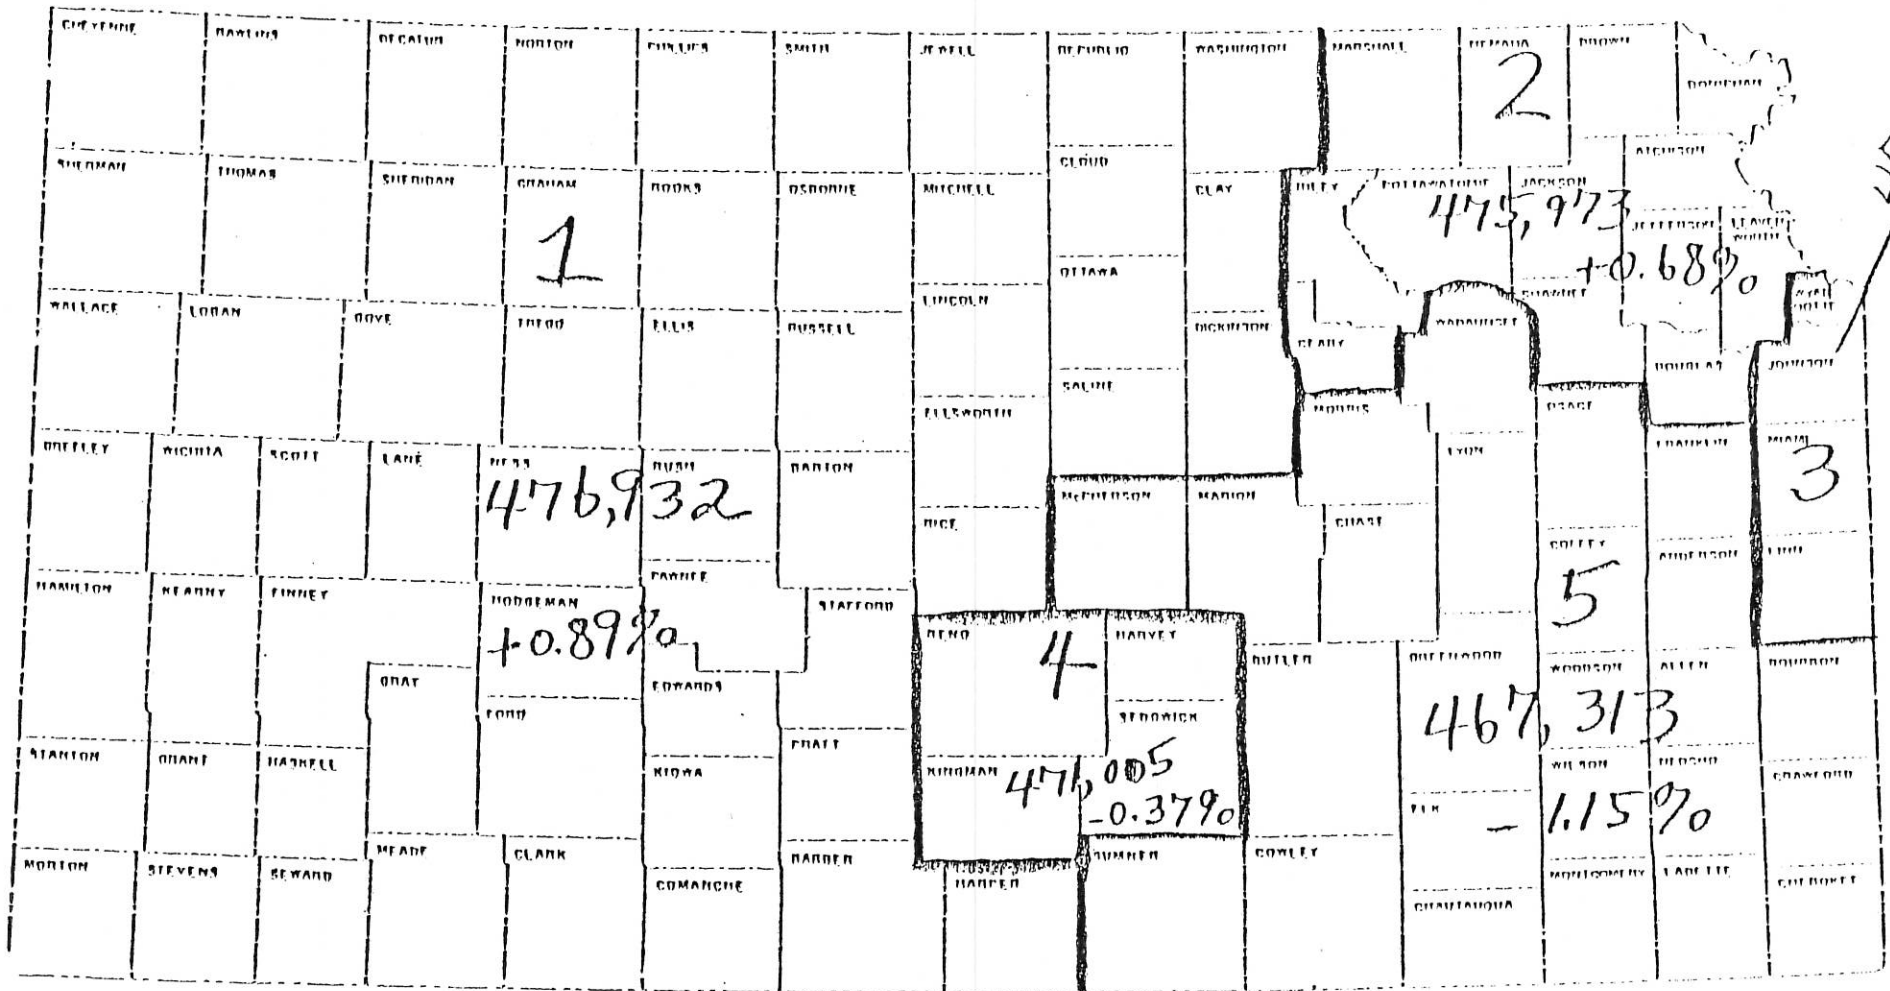 CHEYENNE RAWLINS DECATUR NORTON PHILLIPS SMITH JEWELL REPUBLIC WASHINGTON MARSHALL NEMAHA BROWN
DONIPHAN
2
SHERMAN THOMAS SHERIDAN GRAHAM ROOKS OSBORNE MITCHELL CLOUD CLAY RILEY POTTAWATOMIE JACKSON ATCHISON
1
475,973
JEFFERSON LEAVENWORTH
+0.68%
WALLACE LOGAN GOVE TREGO ELLIS RUSSELL LINCOLN OTTAWA DICKINSON GEARY WABAUNSEE SHAWNEE WYANDOTTE
ELLSWORTH SALINE MORRIS OSAGE DOUGLAS JOHNSON
GREELEY WICHITA SCOTT LANE NESS RUSH BARTON RICE McPHERSON MARION CHASE LYON FRANKLIN MIAMI
476,932
3
COFFEY ANDERSON LINN
5
HAMILTON KEARNY FINNEY HODGEMAN PAWNEE STAFFORD RENO HARVEY
+0.89%
4
GRAY FORD EDWARDS PRATT SEDGWICK BUTLER GREENWOOD WOODSON ALLEN BOURBON
467,313
STANTON GRANT HASKELL KIOWA KINGMAN ELK WILSON NEOSHO CRAWFORD
471,005
-0.37%
-1.15%
MORTON STEVENS SEWARD MEADE CLARK COMANCHE BARBER HARPER SUMNER COWLEY CHAUTAUQUA MONTGOMERY LABETTE CHEROKEE